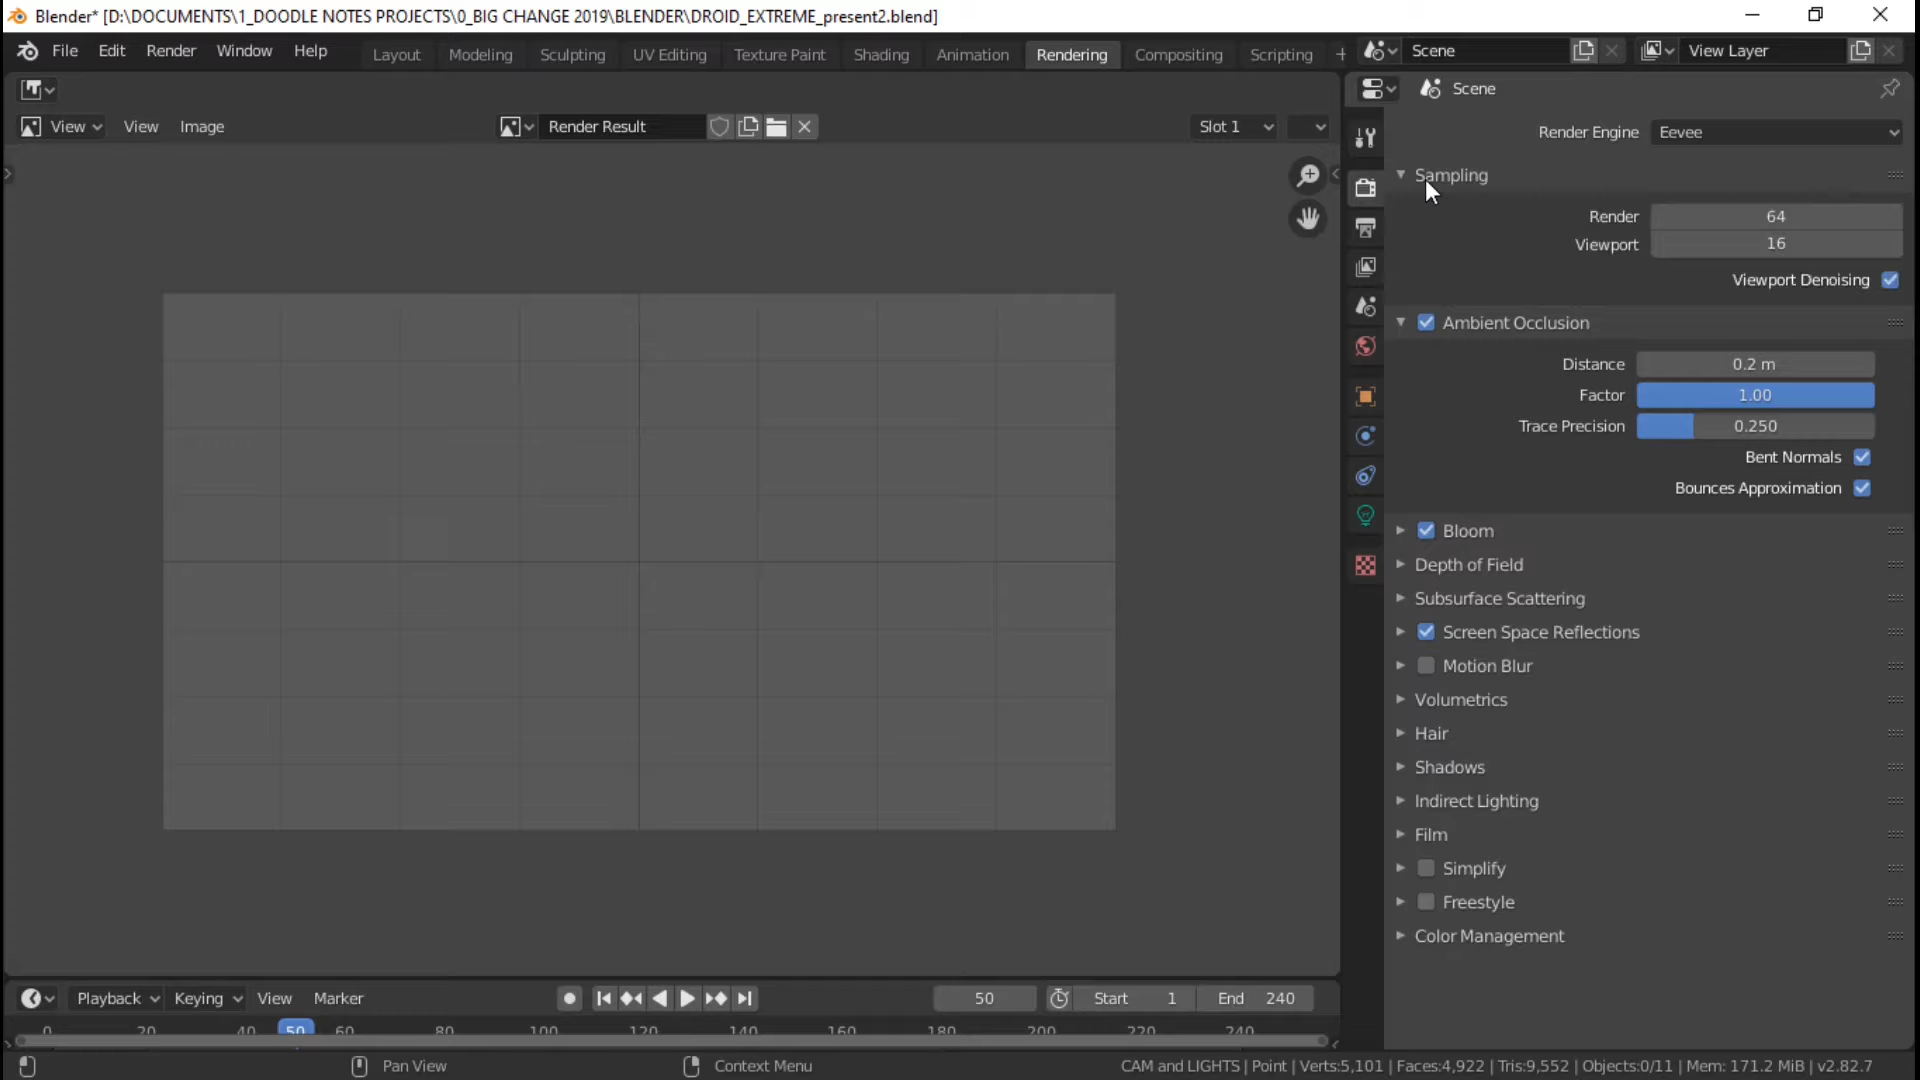 Blender* [D:\DOCUMENTS\1_DOODLE NOTES PROJECTS\0_BIG CHANGE 2019\BLENDER\DROID_EXTREME_present2.blend]
File Edit Render Window Help Layout Modeling Sculpting UV Editing Texture Paint Shading Animation Rendering Compositing Scripting + Scene View Layer
Scene
View View Image Render Result Slot 1
Render Engine Eevee
Sampling
Render 64
Viewport 16
Viewport Denoising
Ambient Occlusion
Distance 0.2 m
Factor 1.00
Trace Precision 0.250
Bent Normals
Bounces Approximation
Bloom
Depth of Field
Subsurface Scattering
Screen Space Reflections
Motion Blur
Volumetrics
Hair
Shadows
Indirect Lighting
Film
Simplify
Freestyle
Color Management
Playback Keying View Marker 50 Start 1 End 240
0 20 40 50 60 80 100 120 140 160 180 200 220 240
Pan View Context Menu CAM and LIGHTS | Point | Verts:5,101 | Faces:4,922 | Tris:9,552 | Objects:0/11 | Mem: 171.2 MiB | v2.82.7